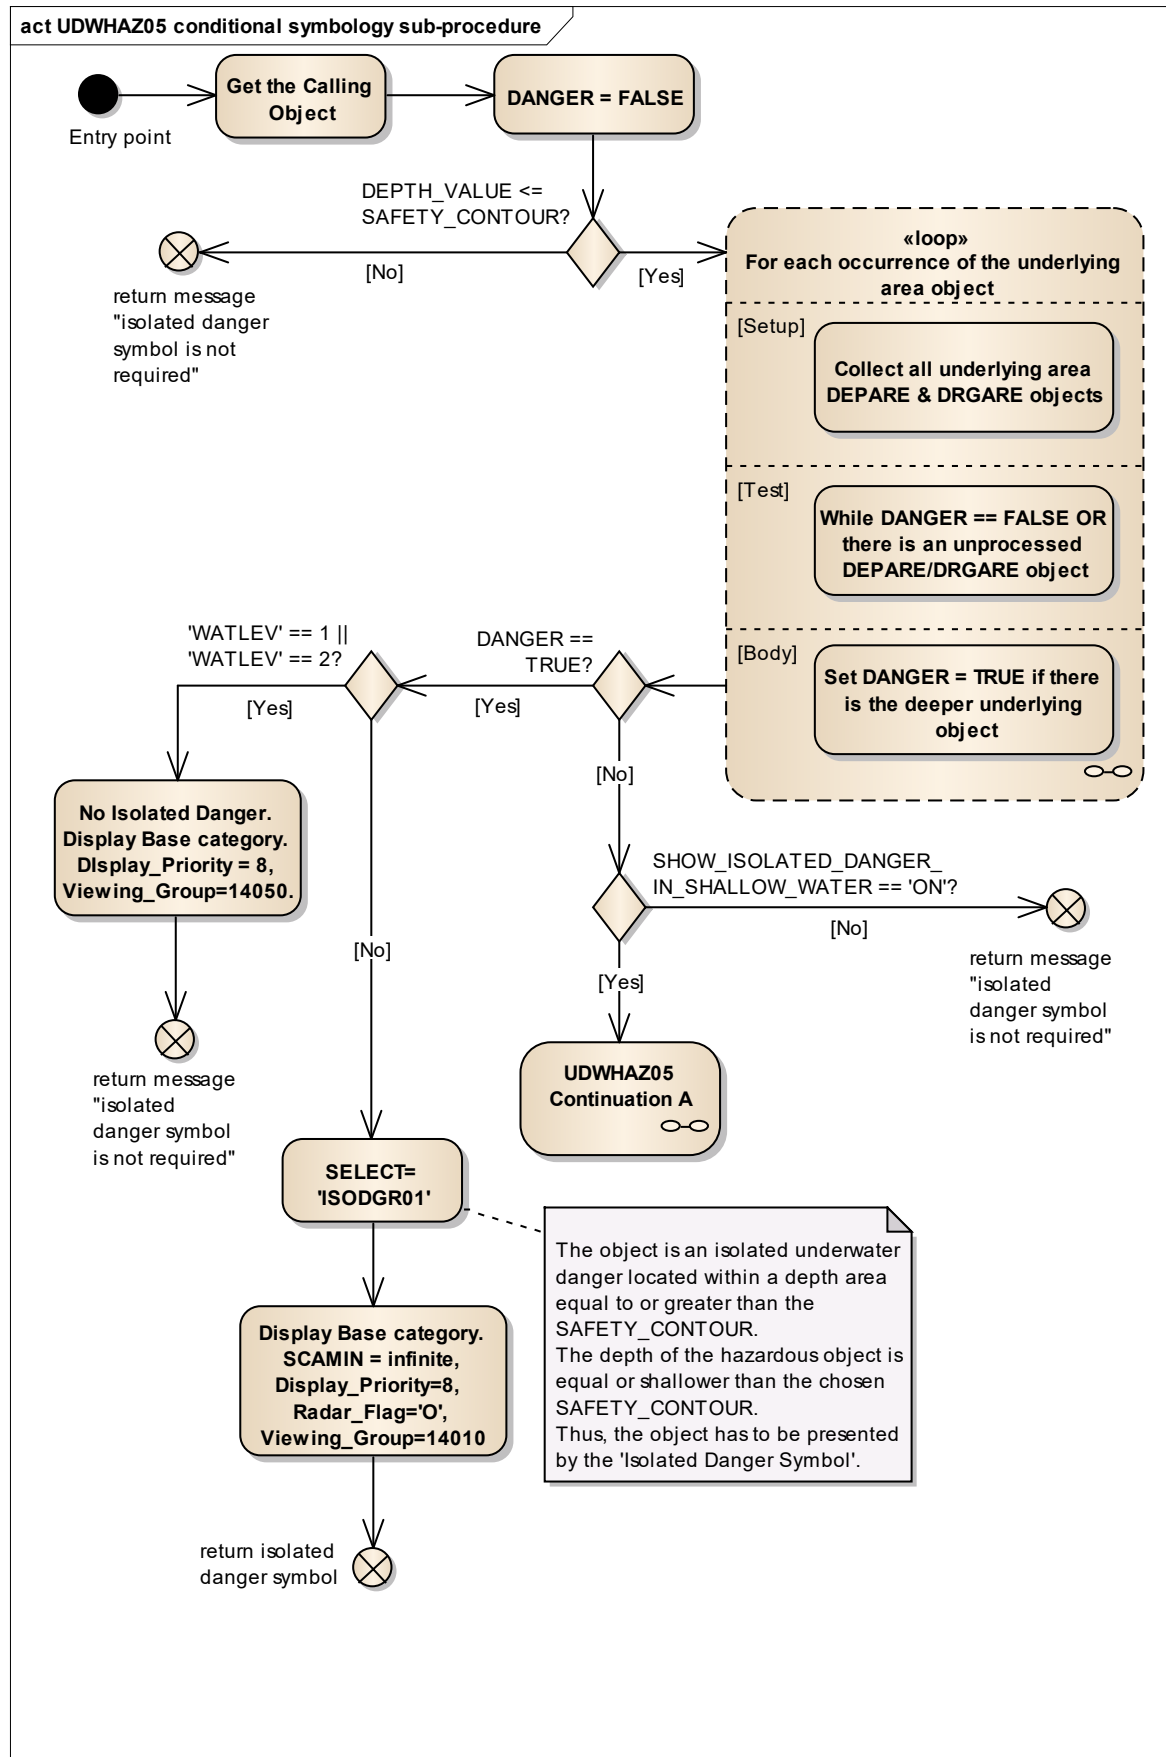 act UDWHAZ05 conditional symbology sub-procedure
Entry point
Get the Calling
Object
DANGER = FALSE
DEPTH_VALUE <=
SAFETY_CONTOUR?
[No]
[Yes]
return message
"isolated danger
symbol is not
required"
«loop»
For each occurrence of the underlying
area object
[Setup]
Collect all underlying area
DEPARE & DRGARE objects
[Test]
While DANGER == FALSE OR
there is an unprocessed
DEPARE/DRGARE object
[Body]
Set DANGER = TRUE if there
is the deeper underlying
object
DANGER ==
TRUE?
[Yes]
[No]
'WATLEV' == 1 ||
'WATLEV' == 2?
[Yes]
[No]
No Isolated Danger.
Display Base category.
DIsplay_Priority = 8,
Viewing_Group=14050.
return message
"isolated
danger symbol
is not required"
SHOW_ISOLATED_DANGER_
IN_SHALLOW_WATER == 'ON'?
[No]
[Yes]
return message
"isolated
danger symbol
is not required"
UDWHAZ05
Continuation A
SELECT=
'ISODGR01'
The object is an isolated underwater
danger located within a depth area
equal to or greater than the
SAFETY_CONTOUR.
The depth of the hazardous object is
equal or shallower than the chosen
SAFETY_CONTOUR.
Thus, the object has to be presented
by the 'Isolated Danger Symbol'.
Display Base category.
SCAMIN = infinite,
Display_Priority=8,
Radar_Flag='O',
Viewing_Group=14010
return isolated
danger symbol